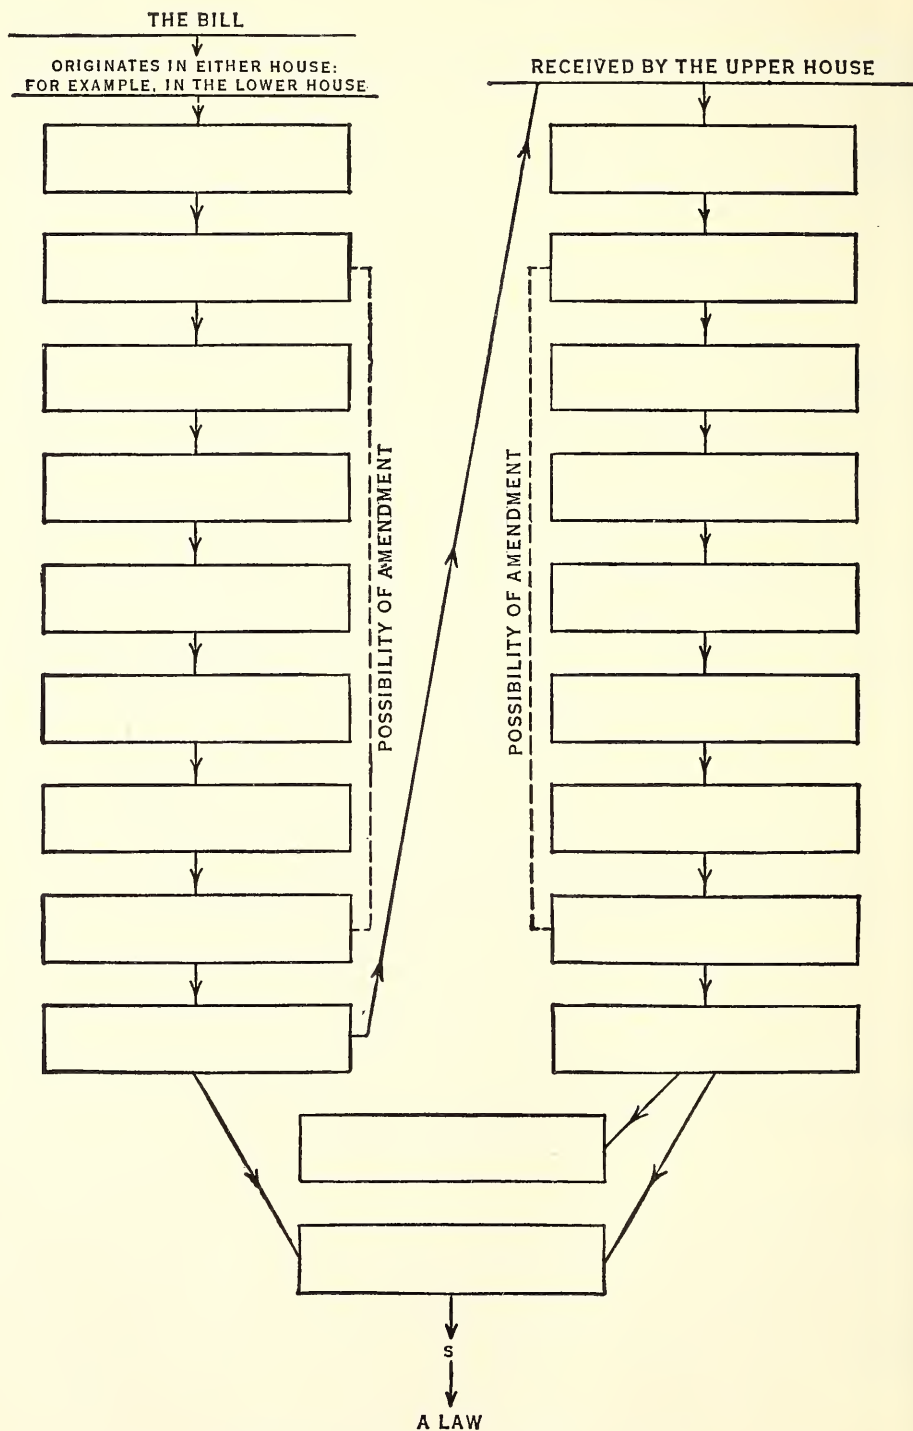 THE BILL
ORIGINATES IN EITHER HOUSE:
FOR EXAMPLE, IN THE LOWER HOUSE
RECEIVED BY THE UPPER HOUSE
POSSIBILITY OF AMENDMENT
POSSIBILITY OF AMENDMENT
S
A LAW